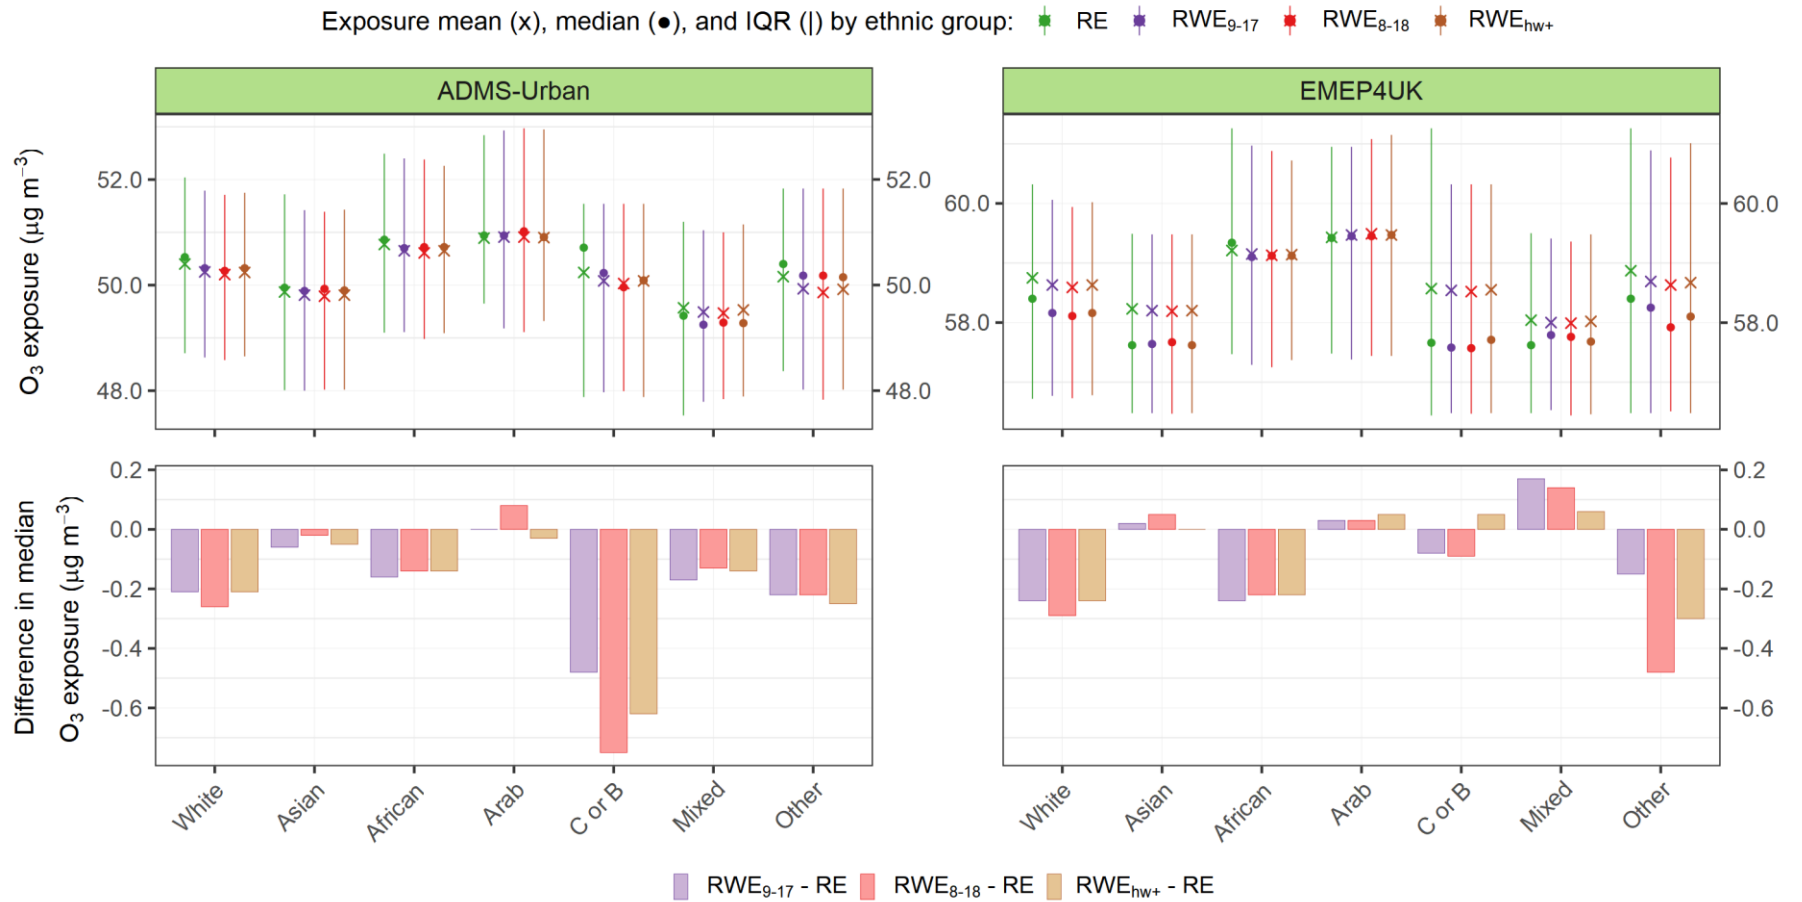 Exposure mean (x), median (●), and IQR (|) by ethnic group: RE RWE9-17 RWE8-18 RWEhw+
ADMS-Urban EMEP4UK
O3 exposure (µg m−3)
52.0 52.0
50.0 50.0
48.0 48.0
60.0 60.0
58.0 58.0
Difference in median
O3 exposure (µg m−3)
0.2 0.2
0.0 0.0
-0.2 -0.2
-0.4 -0.4
-0.6 -0.6
White Asian African Arab C or B Mixed Other
White Asian African Arab C or B Mixed Other
RWE9-17 - RE RWE8-18 - RE RWEhw+ - RE